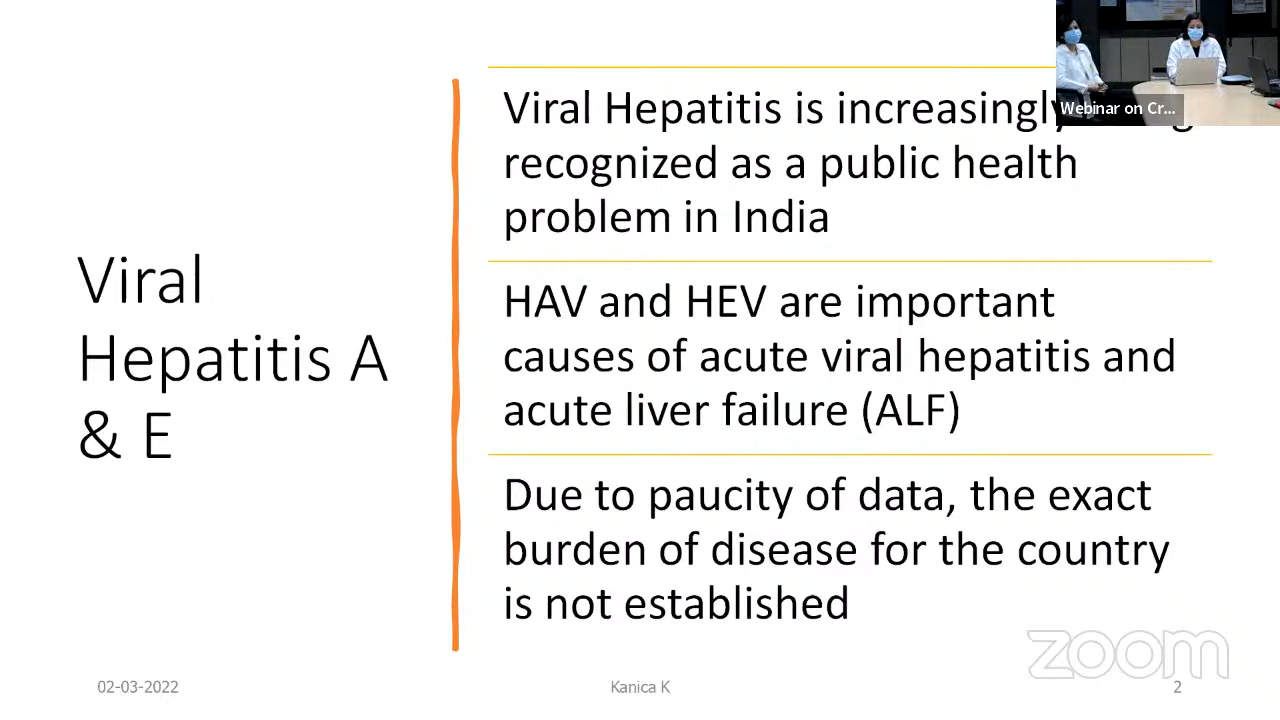 Viral
Hepatitis A
& E
Viral Hepatitis is increasingly
recognized as a public health
problem in India
HAV and HEV are important
causes of acute viral hepatitis and
acute liver failure (ALF)
Due to paucity of data, the exact
burden of disease for the country
is not established
Webinar on Cr...
zoom
02-03-2022
Kanica K
2